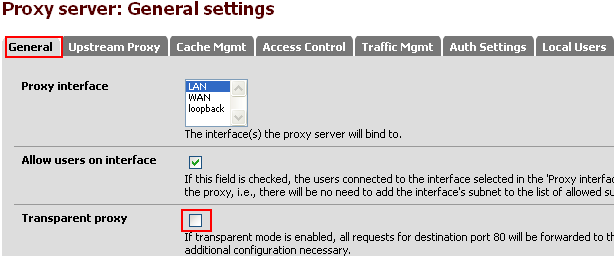 Proxy server: General settings
General Upstream Proxy Cache Mgmt Access Control Traffic Mgmt Auth Settings Local Users
Proxy interface
LAN
WAN
loopback
The interface(s) the proxy server will bind to.
Allow users on interface
If this field is checked, the users connected to the interface selected in the 'Proxy interfac
the proxy, i.e., there will be no need to add the interface's subnet to the list of allowed su
Transparent proxy
If transparent mode is enabled, all requests for destination port 80 will be forwarded to th
additional configuration necessary.